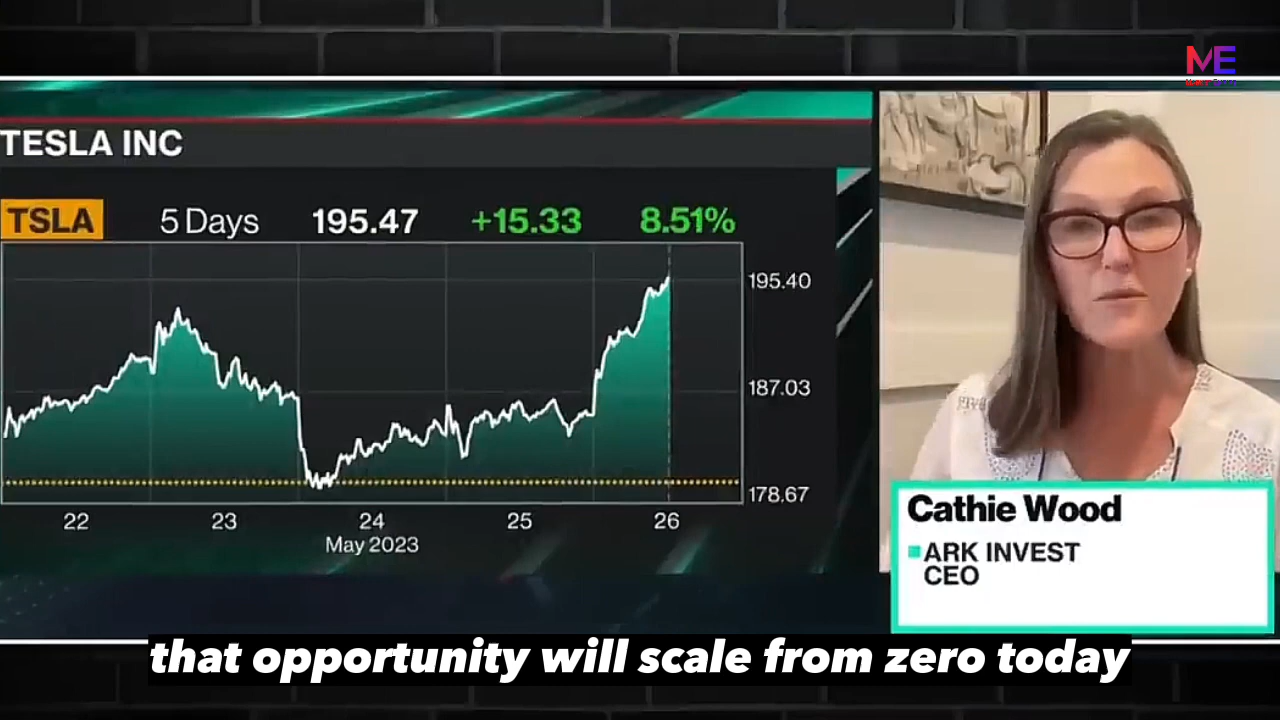 ME
TESLA INC
TSLA 5 Days 195.47 +15.33 8.51%
195.40
187.03
178.67
22 23 24 25 26
May 2023
Cathie Wood
ARK INVEST
CEO
that opportunity will scale from zero today